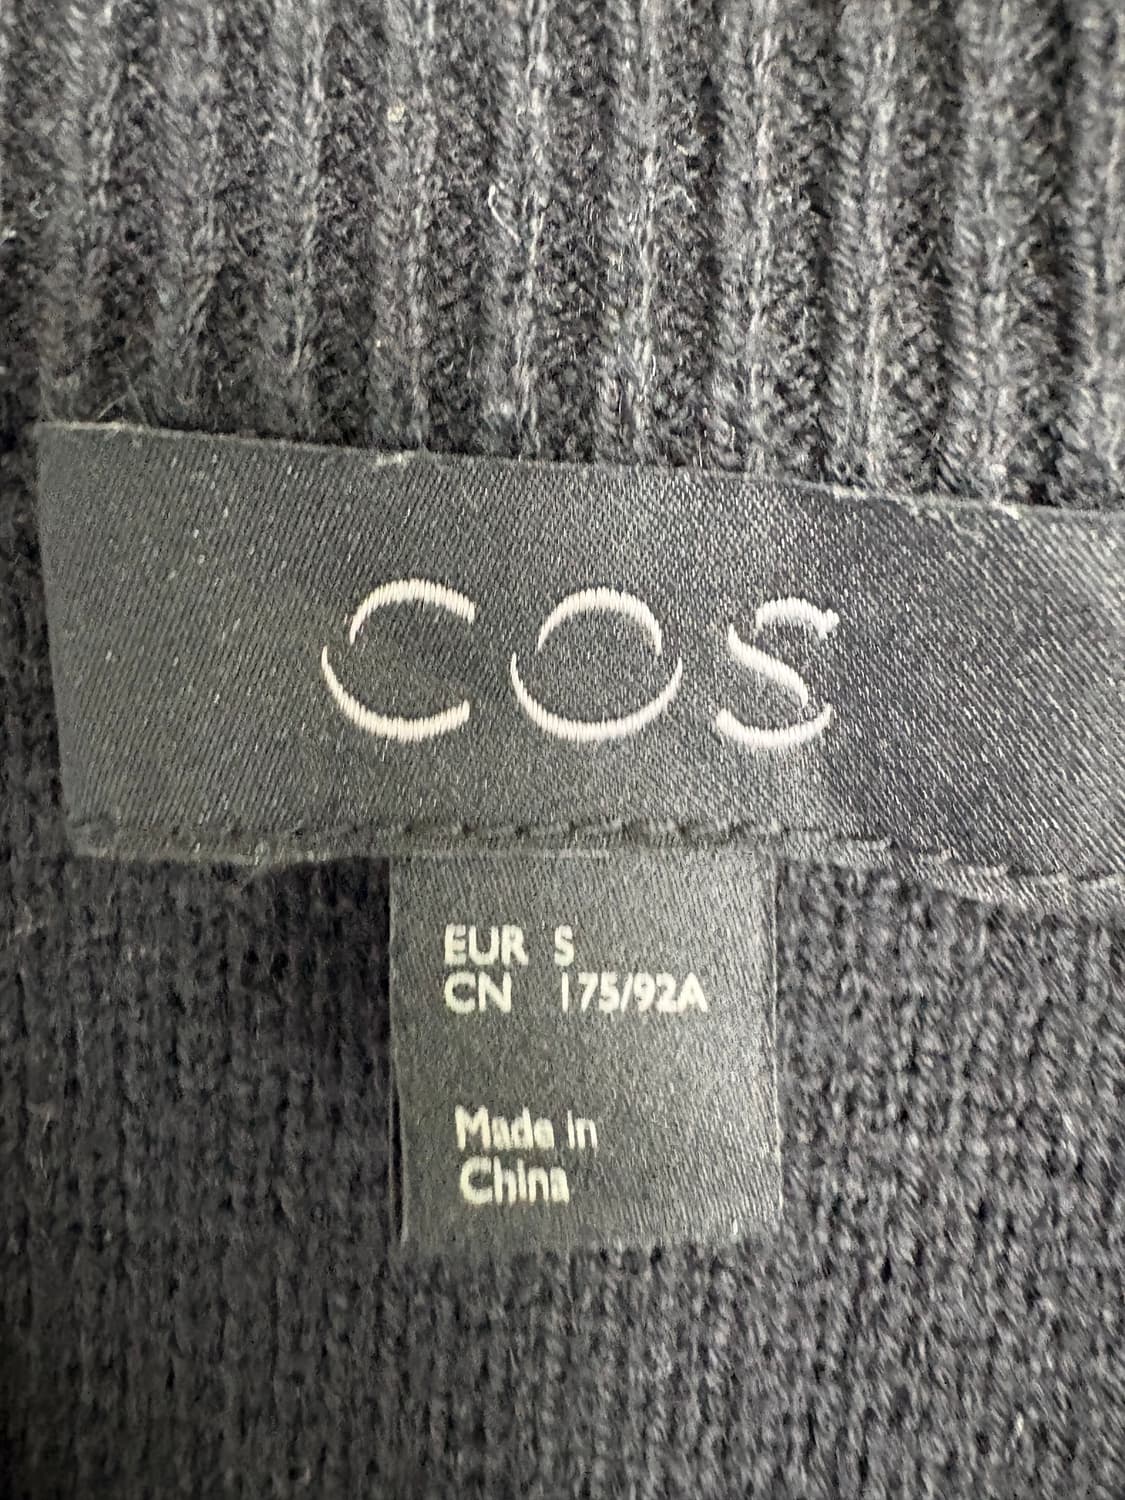 COS
EUR S
CN 175/92A
Made in
China